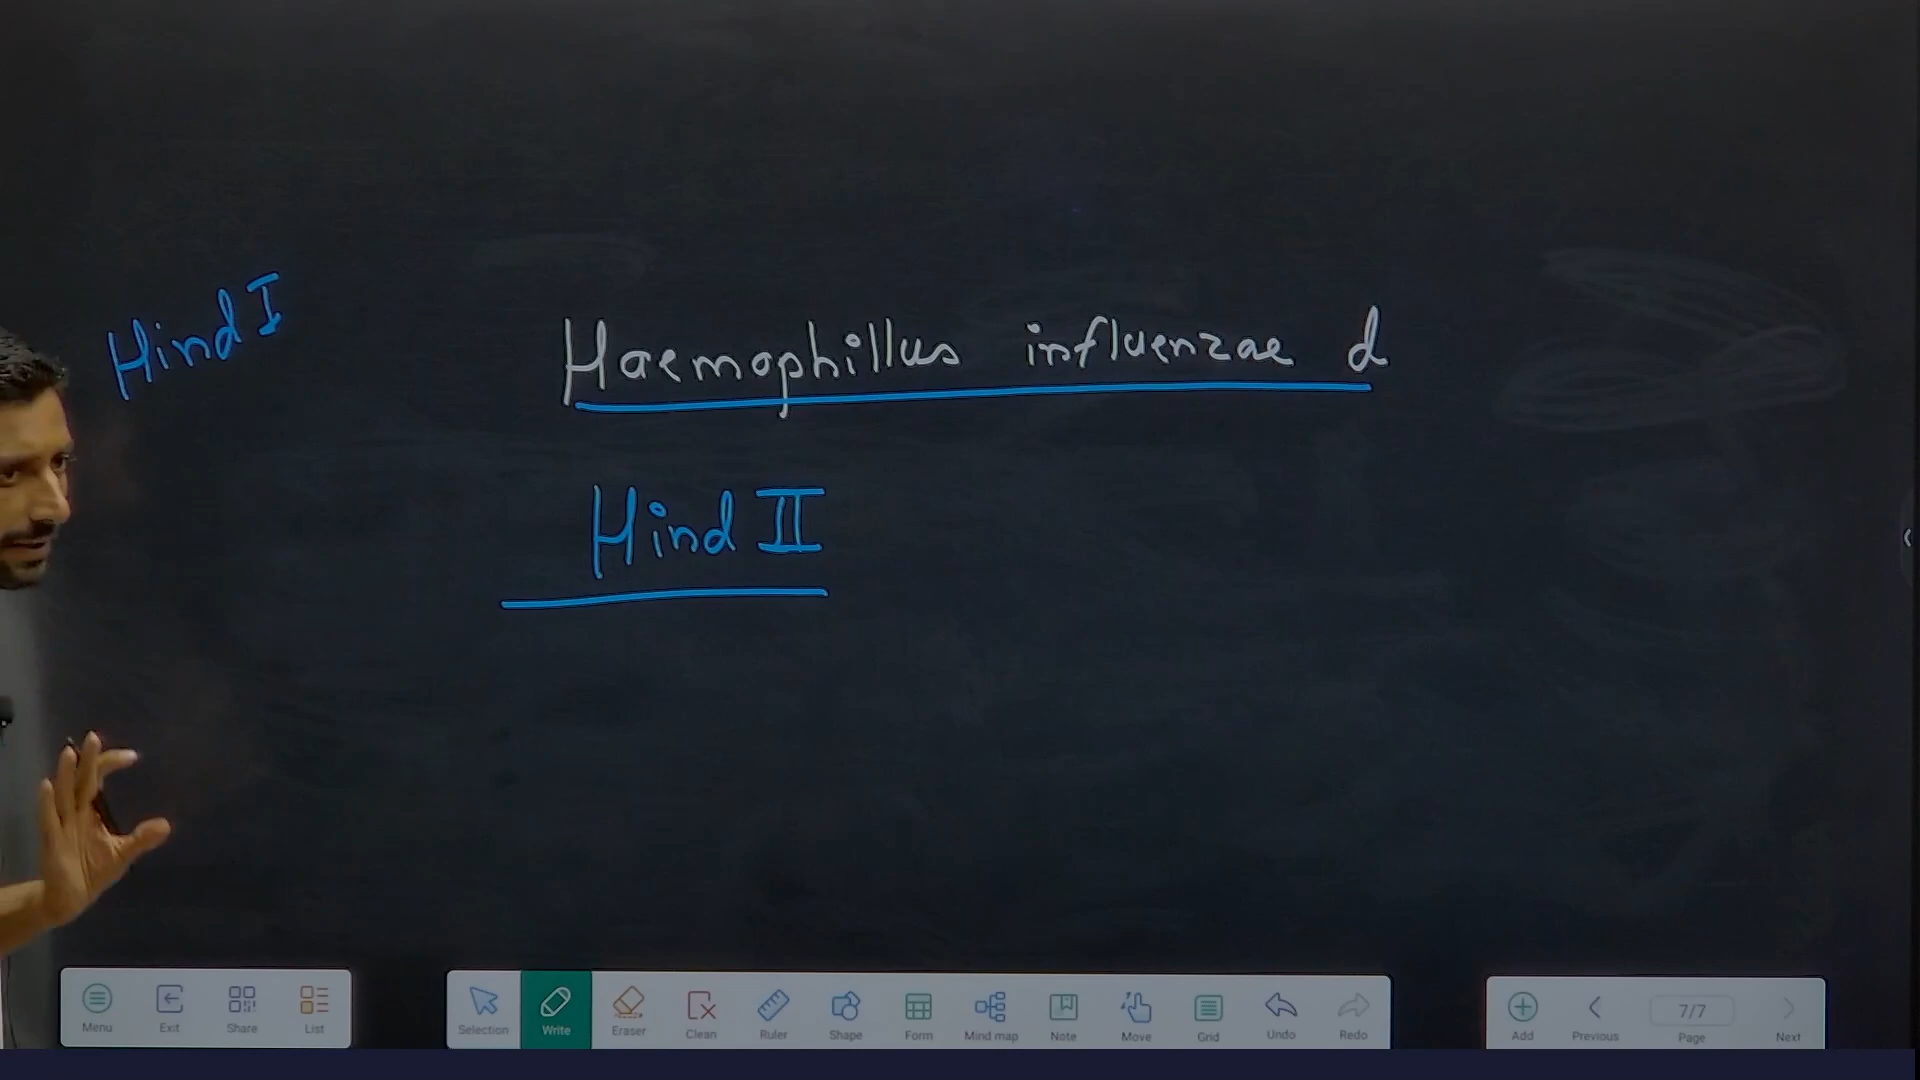 Hind I
Haemophillus influenzae d
Hind II
Menu Exit Share List Selection Write Eraser Clean Ruler Shape Form Mind map Note Move Grid Undo Redo Add Previous 7/7 Page Next